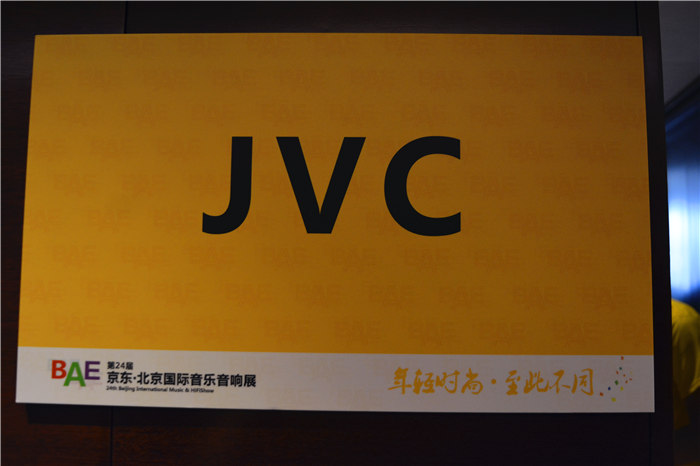 JVC
BAE
第24届
京东·北京国际音乐音响展
24th Beijing International Music & HiFiShow
年轻时尚·至此不同